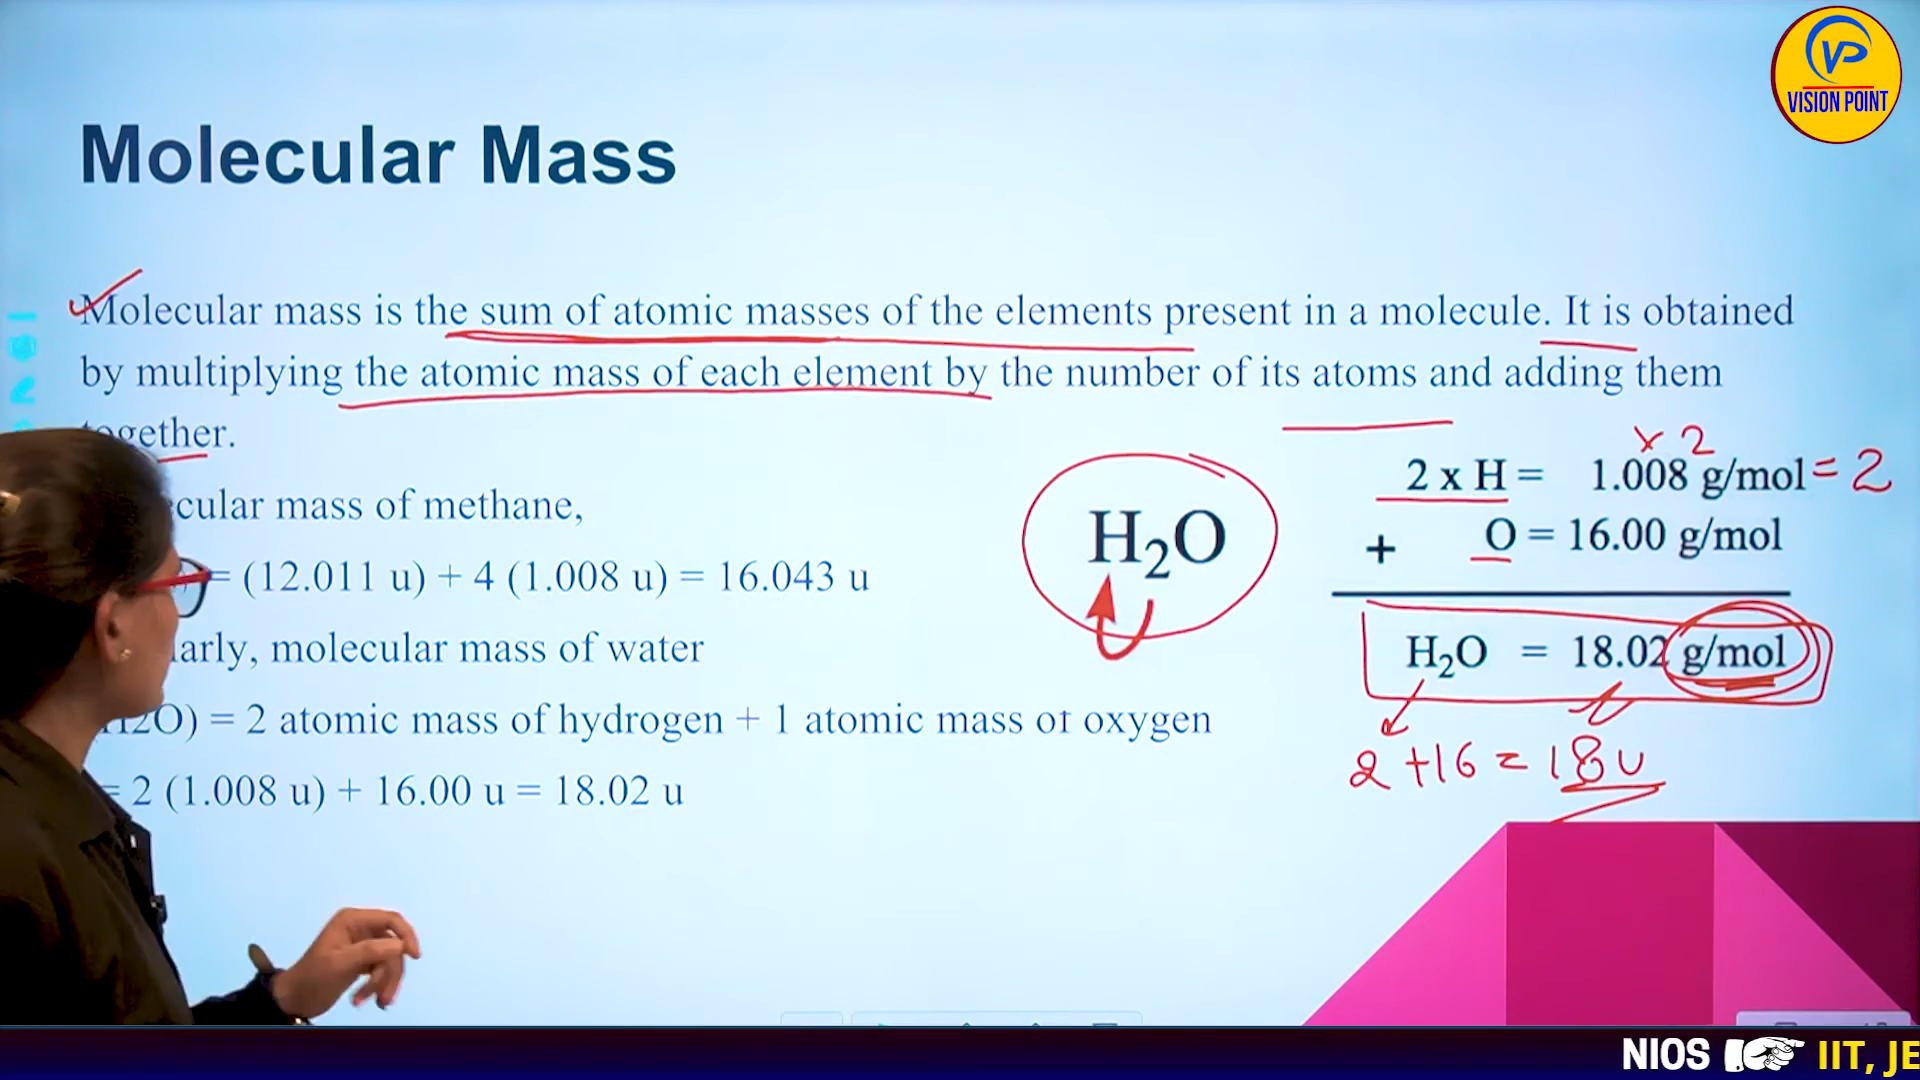 VP
VISION POINT
Molecular Mass
Molecular mass is the sum of atomic masses of the elements present in a molecule. It is obtained
by multiplying the atomic mass of each element by the number of its atoms and adding them
together.
cular mass of methane,
= (12.011 u) + 4 (1.008 u) = 16.043 u
arly, molecular mass of water
H2O) = 2 atomic mass of hydrogen + 1 atomic mass of oxygen
= 2 (1.008 u) + 16.00 u = 18.02 u
H₂O
x 2
2 x H = 1.008 g/mol = 2
+ O = 16.00 g/mol
H₂O = 18.02 g/mol
2 + 16 = 18 u
NIOS IIT, JE